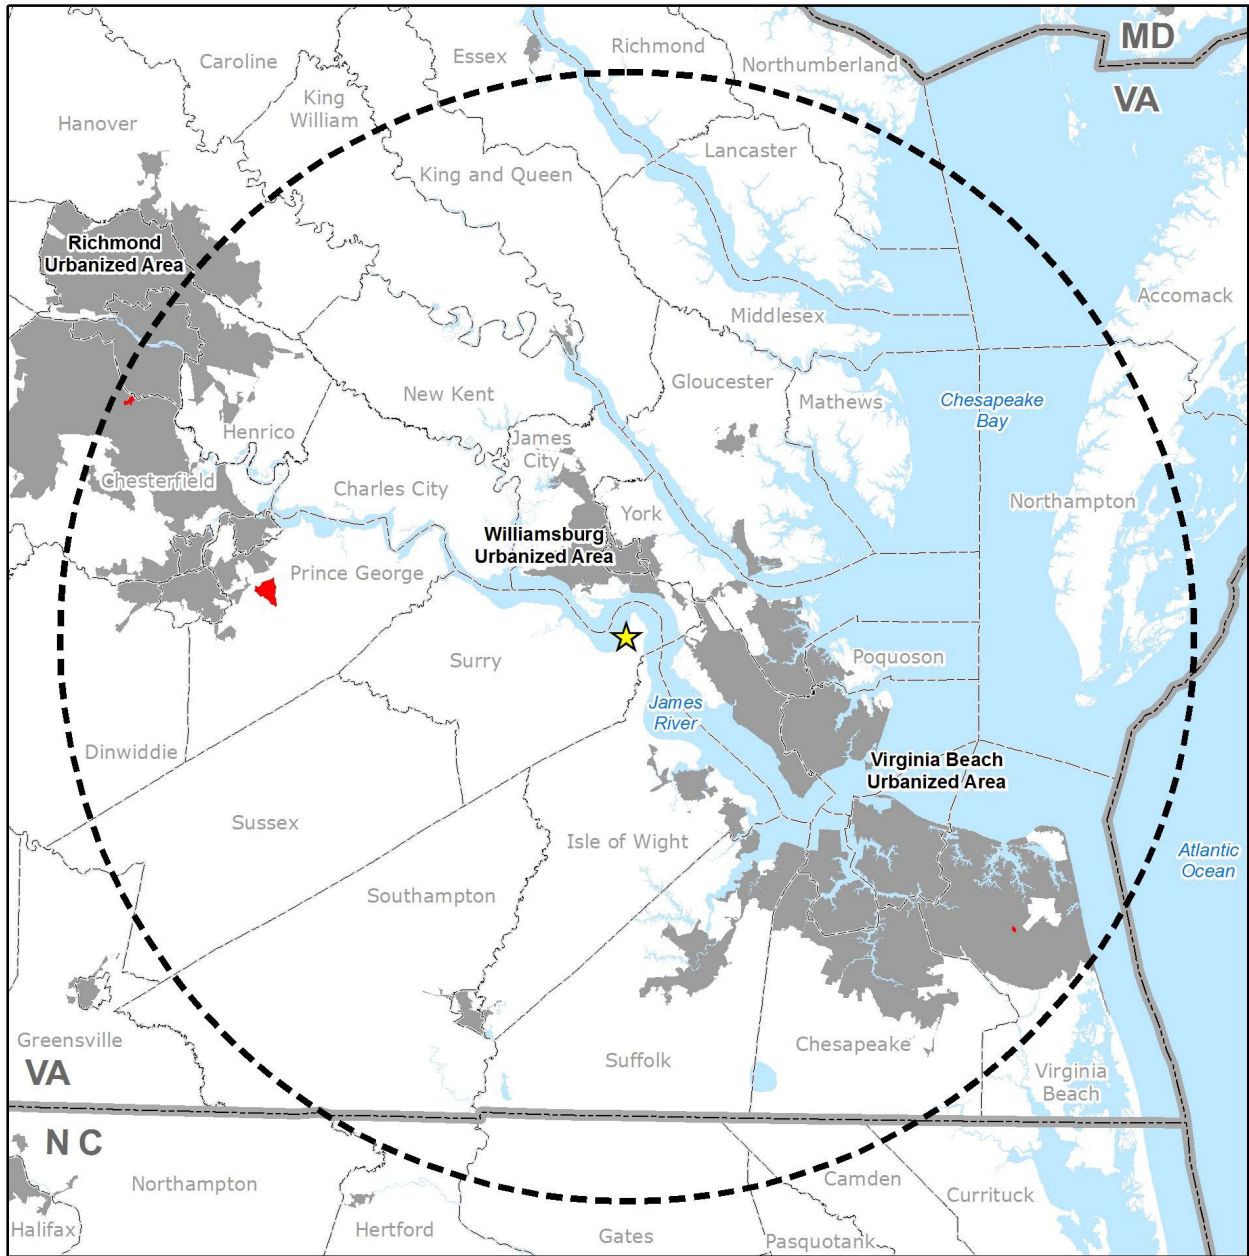 MD
VA
Essex
Richmond
Northumberland
Caroline
King
William
Hanover
Lancaster
King and Queen
Richmond
Urbanized Area
Accomack
Middlesex
Gloucester
New Kent
Mathews
Chesapeake
Bay
Henrico
James
City
Chesterfield
Charles City
York
Northampton
Williamsburg
Urbanized Area
Prince George
Surry
Poquoson
James
River
Dinwiddie
Virginia Beach
Urbanized Area
Sussex
Isle of Wight
Atlantic
Ocean
Southampton
Greensville
Suffolk
Chesapeake
Virginia
Beach
VA
NC
Northampton
Camden
Currituck
Halifax
Hertford
Gates
Pasquotank